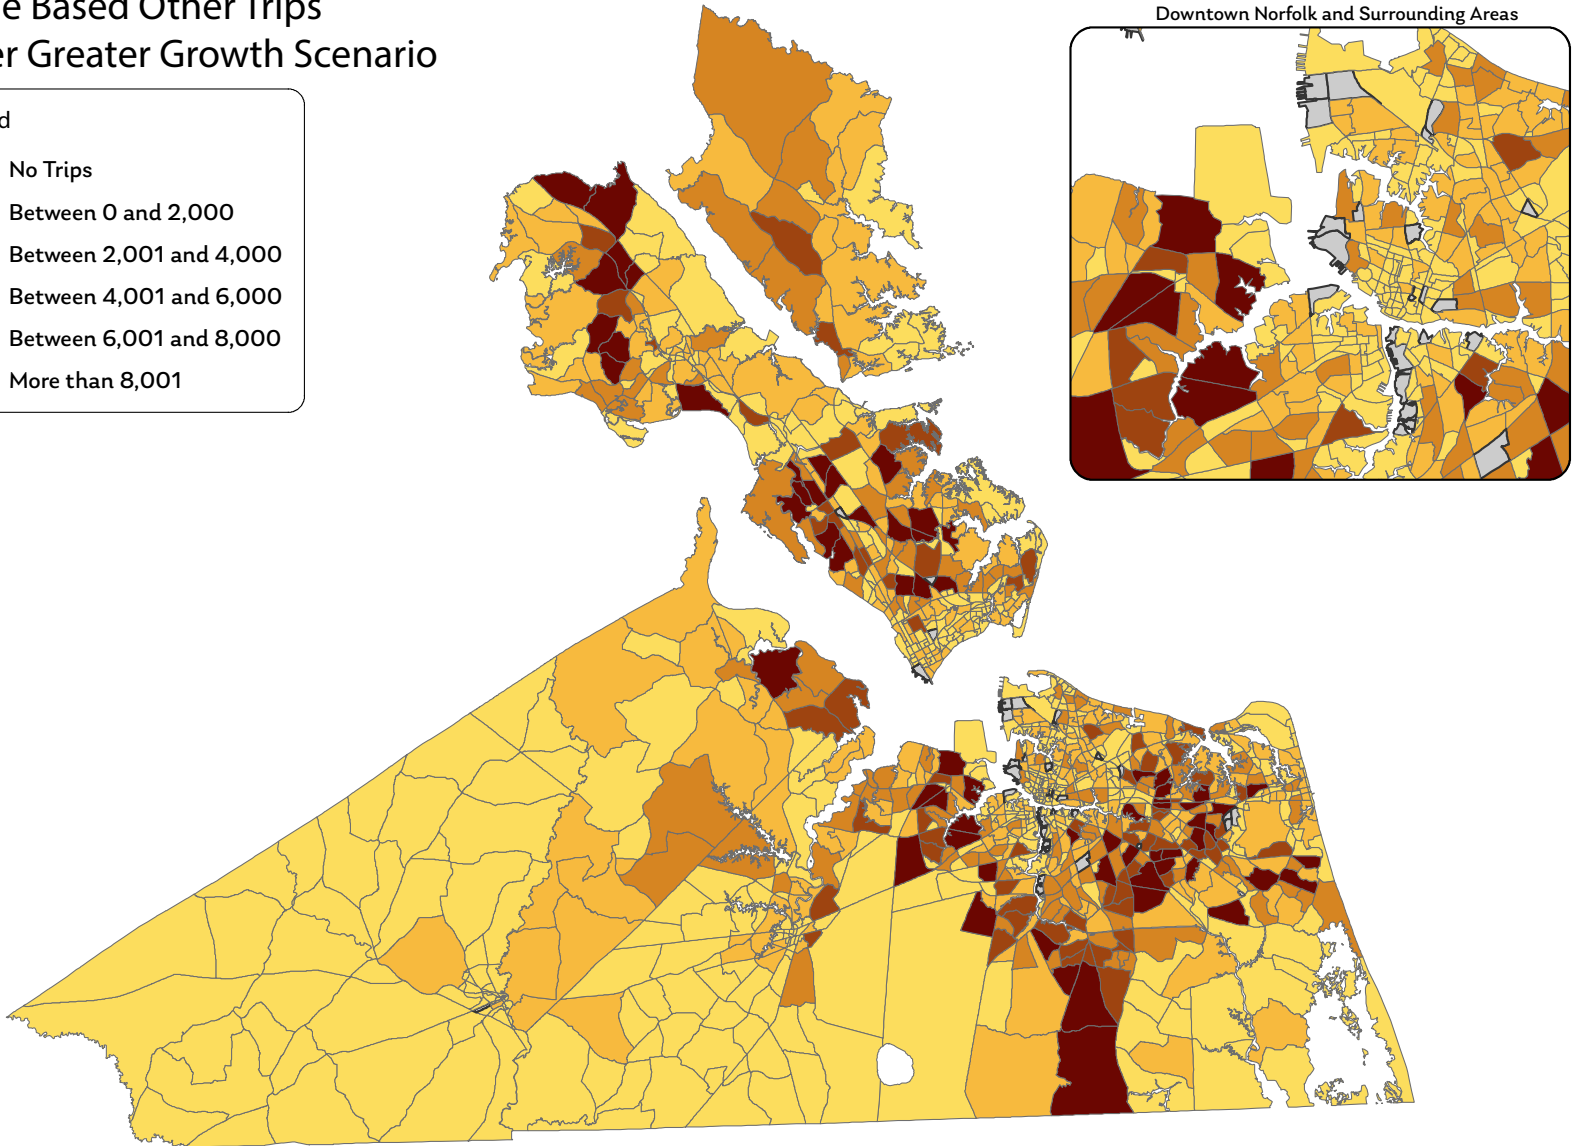 Based Other Trips
Greater Growth Scenario
Downtown Norfolk and Surrounding Areas
No Trips
Between 0 and 2,000
Between 2,001 and 4,000
Between 4,001 and 6,000
Between 6,001 and 8,000
More than 8,001